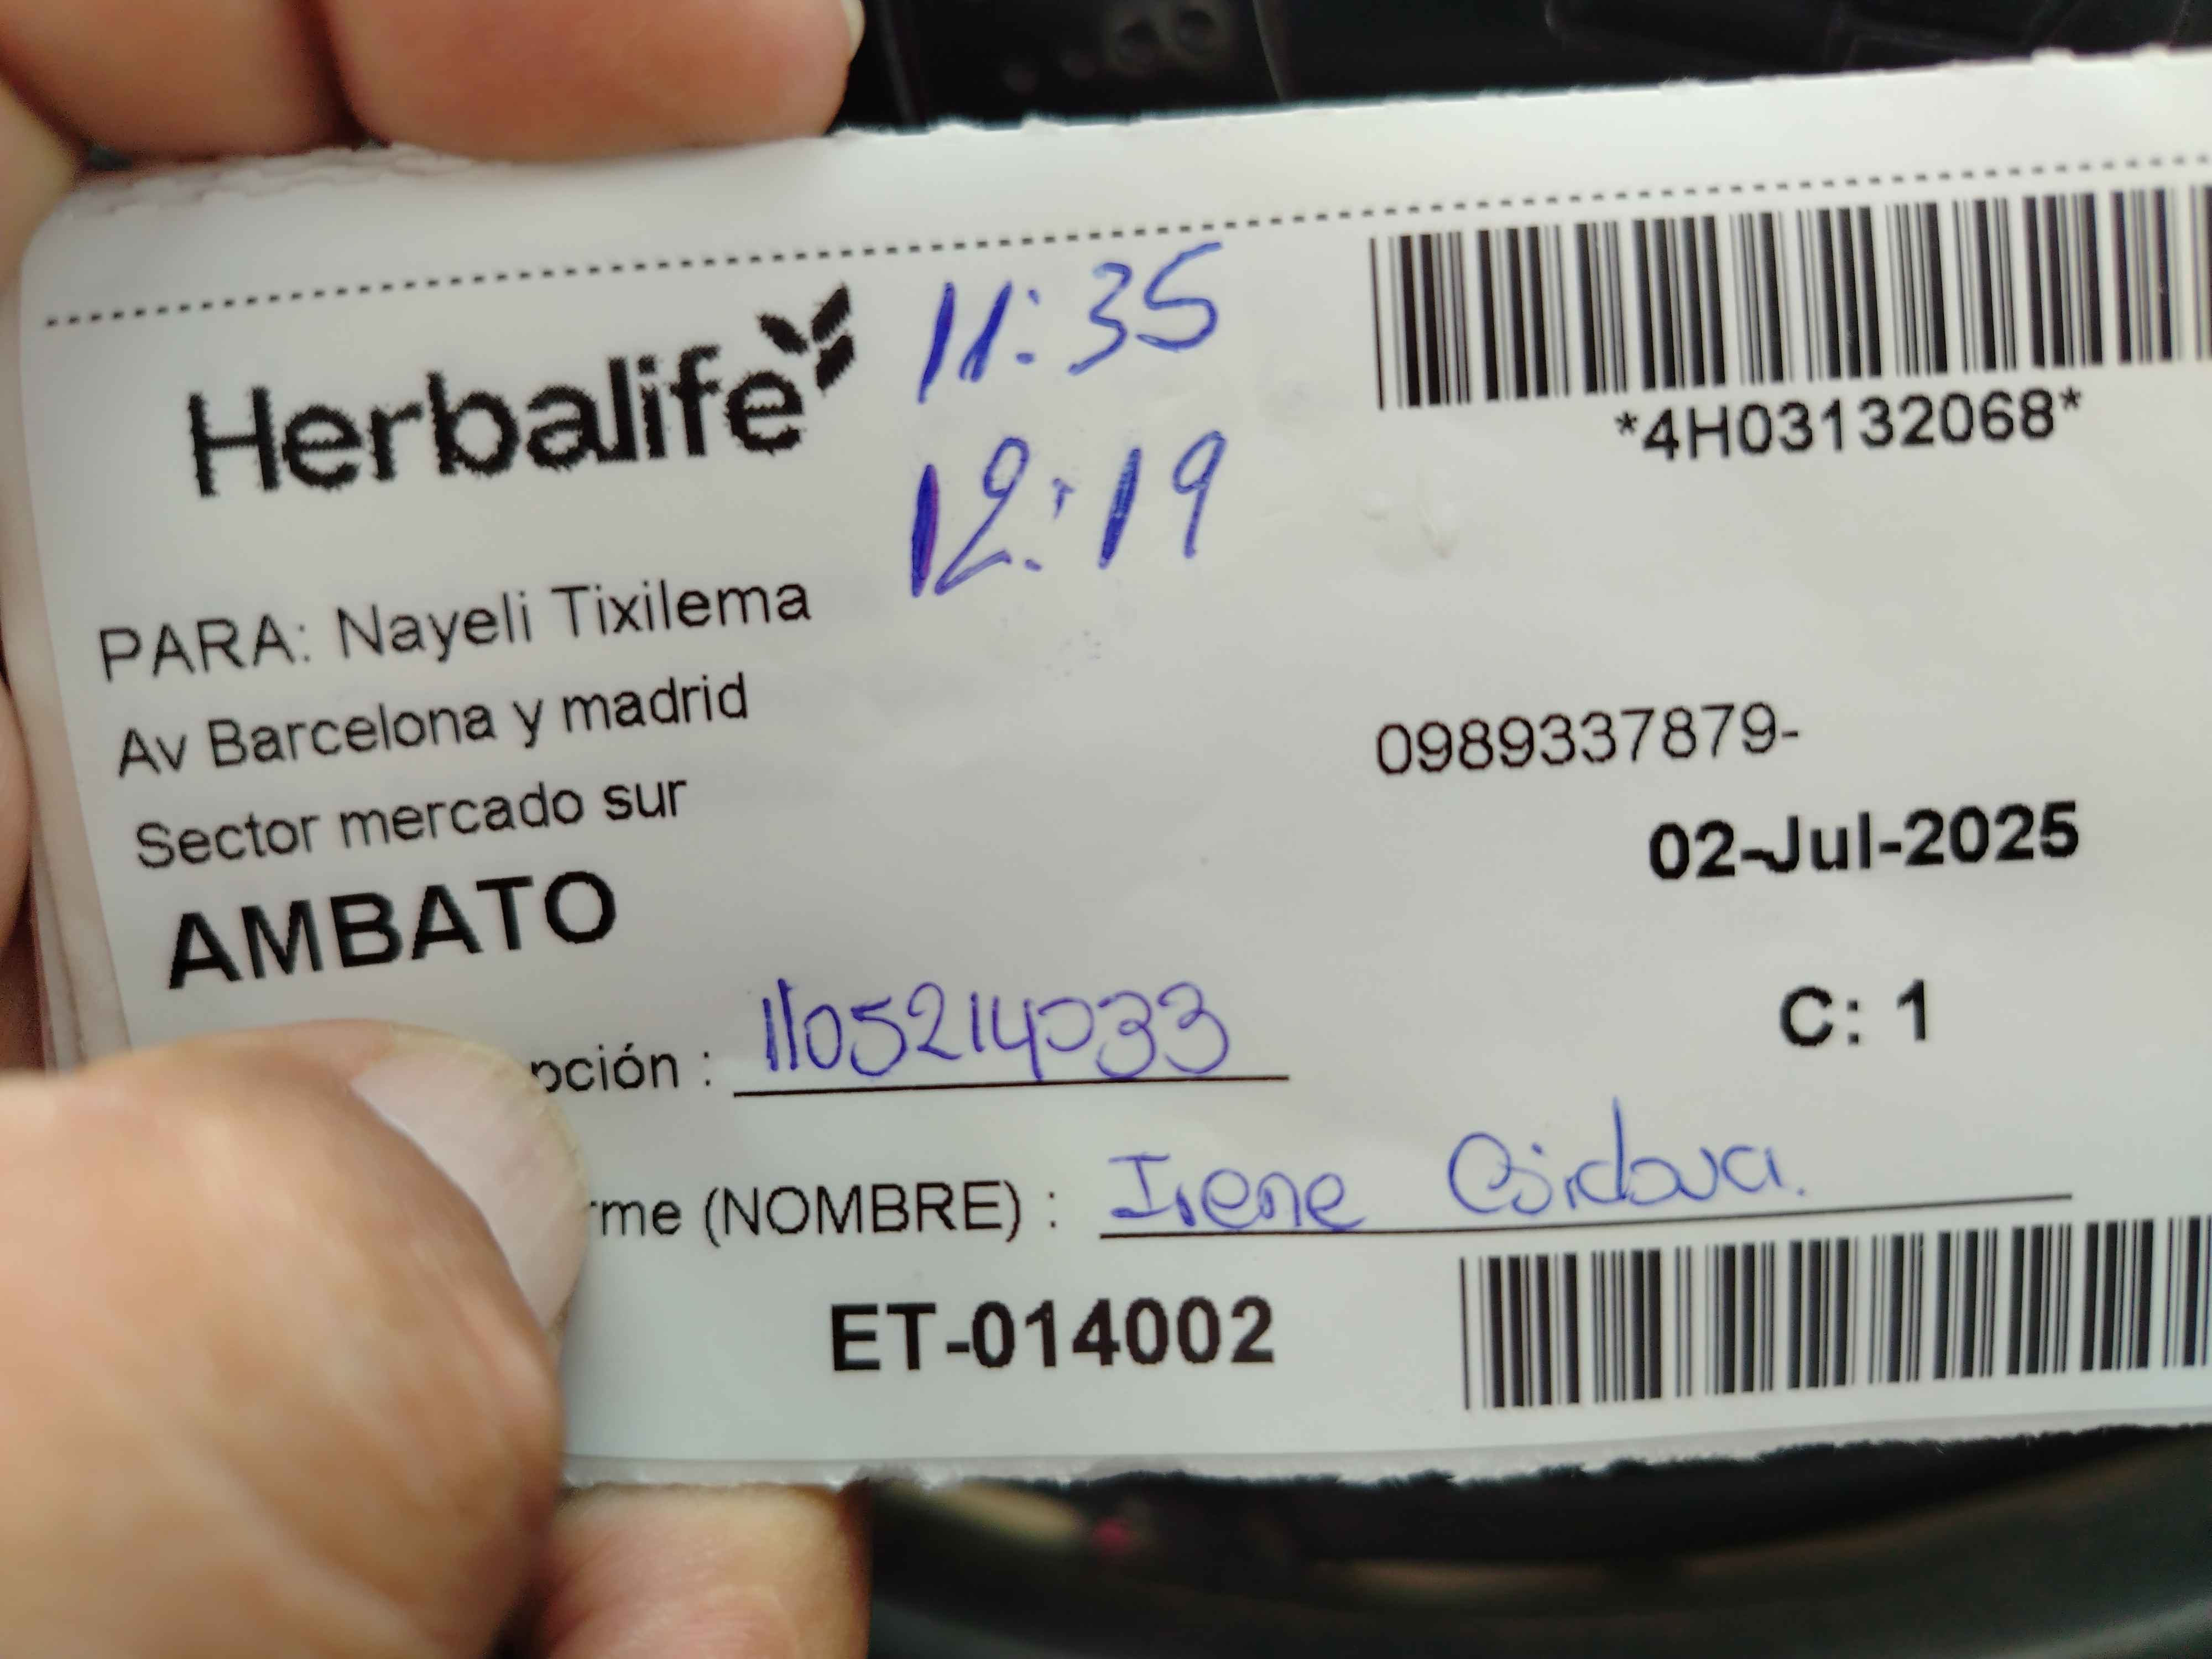 Herbalife
11:35
12:19
*4H03132068*
PARA: Nayeli Tixilema
Av Barcelona y madrid
0989337879-
Sector mercado sur
02-Jul-2025
AMBATO
C: 1
pción : 1105214033
rme (NOMBRE) : Irene Córdova.
ET-014002